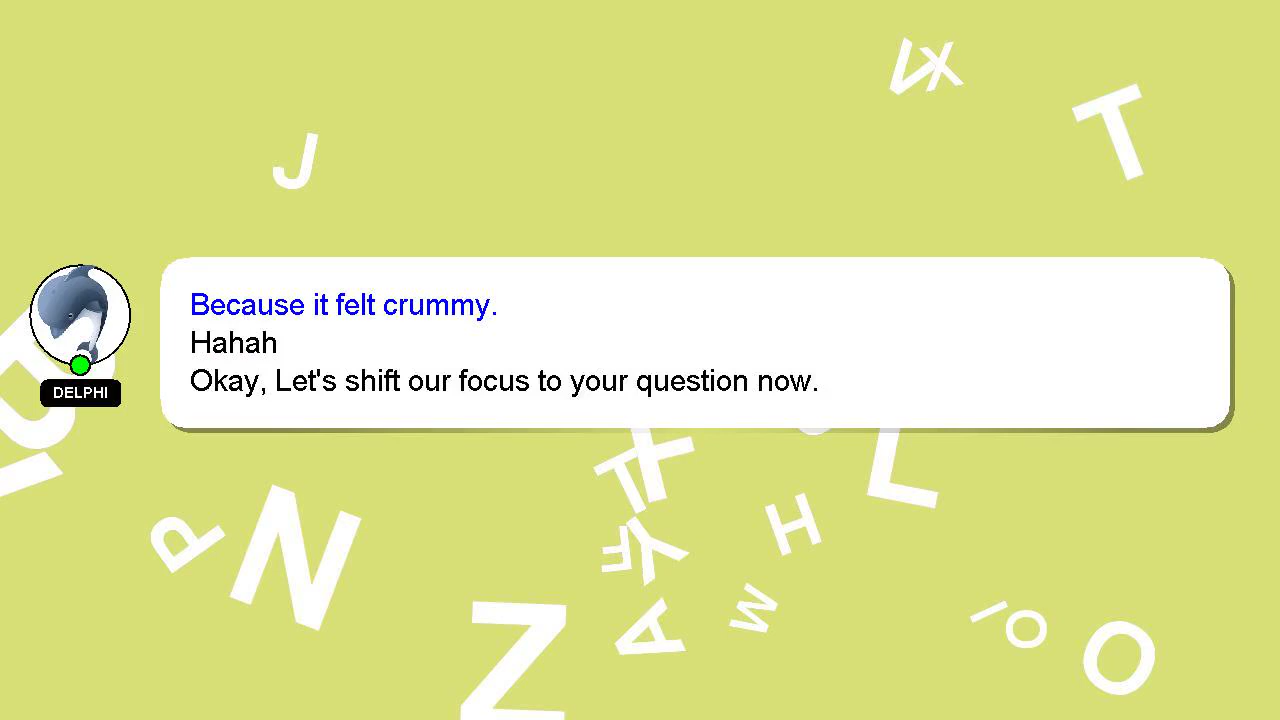 V X
T
J
Because it felt crummy.
Hahah
Okay, Let's shift our focus to your question now.
DELPHI
T
L
P
N
H
F
Y
Z
A
W
I
O
O